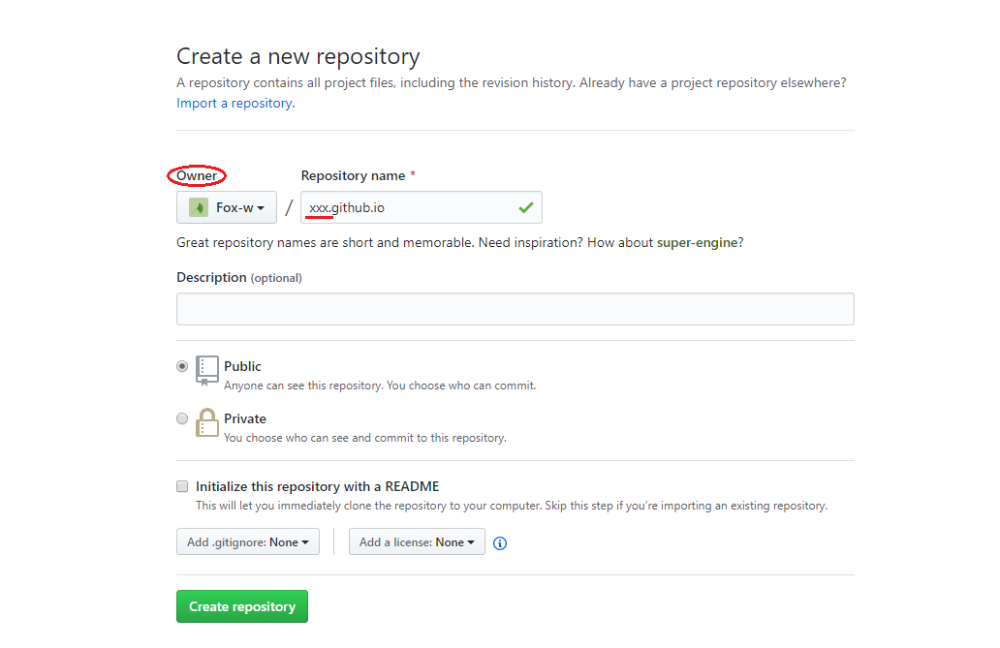 Create a new repository
A repository contains all project files, including the revision history. Already have a project repository elsewhere?
Import a repository.
Owner Repository name *
Fox-w / xxx.github.io
Great repository names are short and memorable. Need inspiration? How about super-engine?
Description (optional)
Public
Anyone can see this repository. You choose who can commit.
Private
You choose who can see and commit to this repository.
Initialize this repository with a README
This will let you immediately clone the repository to your computer. Skip this step if you're importing an existing repository.
Add .gitignore: None Add a license: None
Create repository